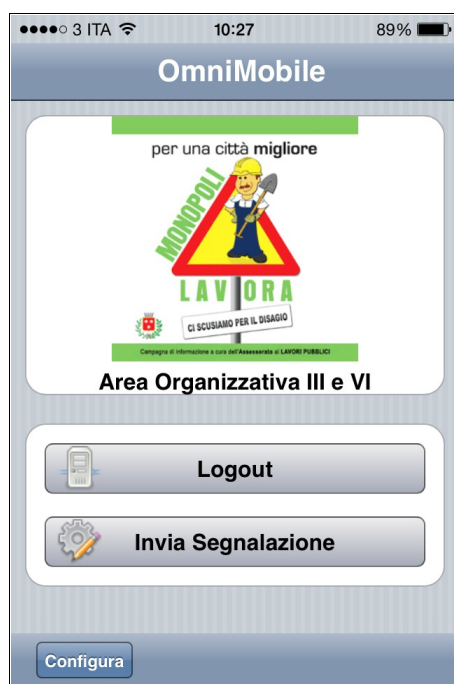 3 ITA 10:27 89%
OmniMobile
per una città migliore
MONOPOLI
LAVORA
CI SCUSIAMO PER IL DISAGIO
Campagna di informazione a cura dell'Assessorato ai LAVORI PUBBLICI
Area Organizzativa III e VI
Logout
Invia Segnalazione
Configura